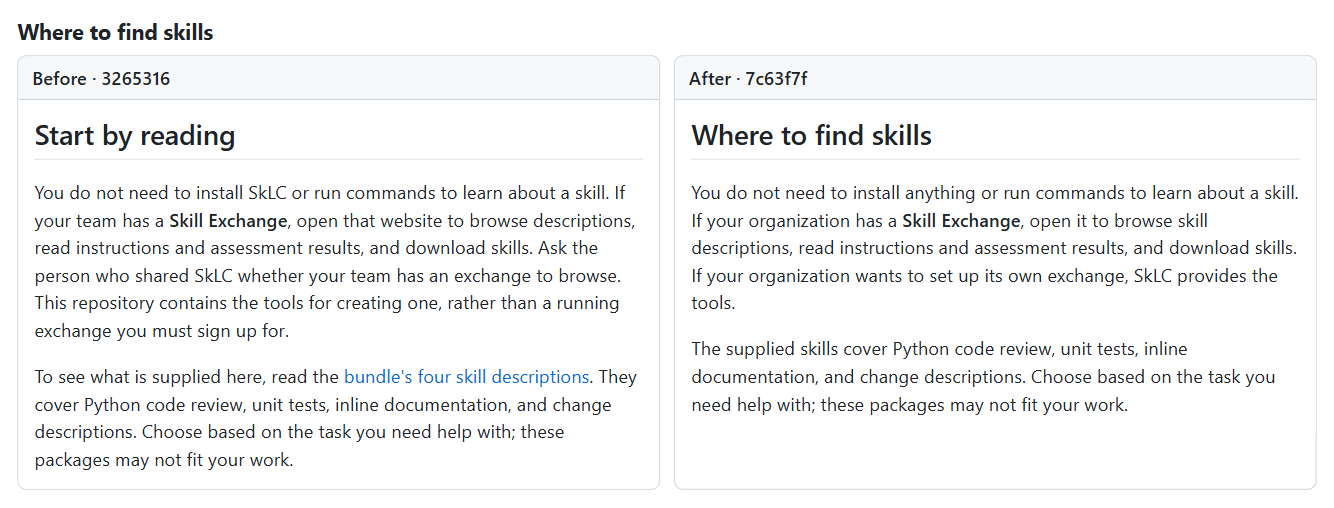 Where to find skills
Before · 3265316
Start by reading
You do not need to install SkLC or run commands to learn about a skill. If
your team has a Skill Exchange, open that website to browse descriptions,
read instructions and assessment results, and download skills. Ask the
person who shared SkLC whether your team has an exchange to browse.
This repository contains the tools for creating one, rather than a running
exchange you must sign up for.
To see what is supplied here, read the bundle's four skill descriptions. They
cover Python code review, unit tests, inline documentation, and change
descriptions. Choose based on the task you need help with; these
packages may not fit your work.
After · 7c63f7f
Where to find skills
You do not need to install anything or run commands to learn about a skill.
If your organization has a Skill Exchange, open it to browse skill
descriptions, read instructions and assessment results, and download skills.
If your organization wants to set up its own exchange, SkLC provides the
tools.
The supplied skills cover Python code review, unit tests, inline
documentation, and change descriptions. Choose based on the task you
need help with; these packages may not fit your work.